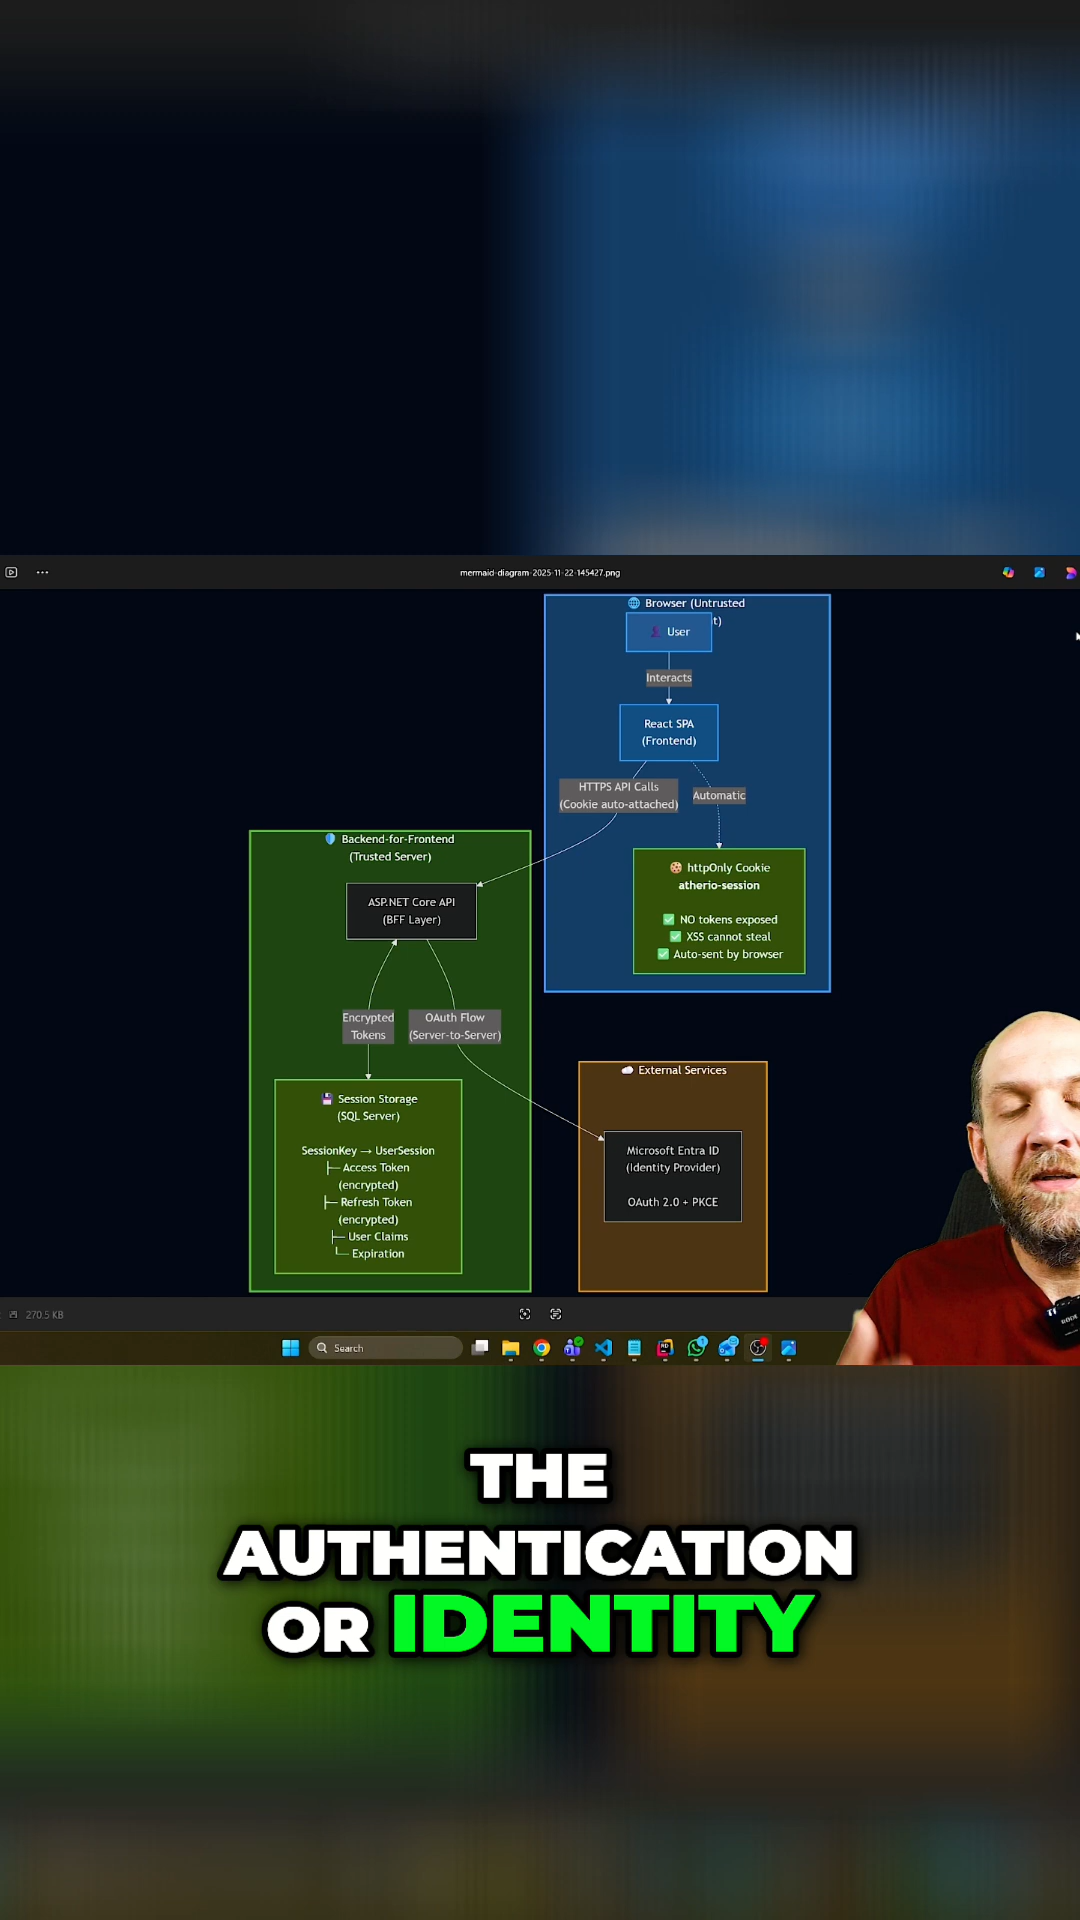 mermaid-diagram-2025-11-22-145427.png
🌐 Browser (Untrusted
t)
User
Interacts
React SPA
(Frontend)
HTTPS API Calls
(Cookie auto-attached)
Automatic
🍪 httpOnly Cookie
atherio-session
✅ NO tokens exposed
✅ XSS cannot steal
✅ Auto-sent by browser
🛡️ Backend-for-Frontend
(Trusted Server)
ASP.NET Core API
(BFF Layer)
Encrypted
Tokens
OAuth Flow
(Server-to-Server)
💾 Session Storage
(SQL Server)
SessionKey → UserSession
├─ Access Token
(encrypted)
├─ Refresh Token
(encrypted)
├─ User Claims
└─ Expiration
☁️ External Services
Microsoft Entra ID
(Identity Provider)
OAuth 2.0 + PKCE
270.5 KB
Search
RODE
THE
AUTHENTICATION
OR IDENTITY